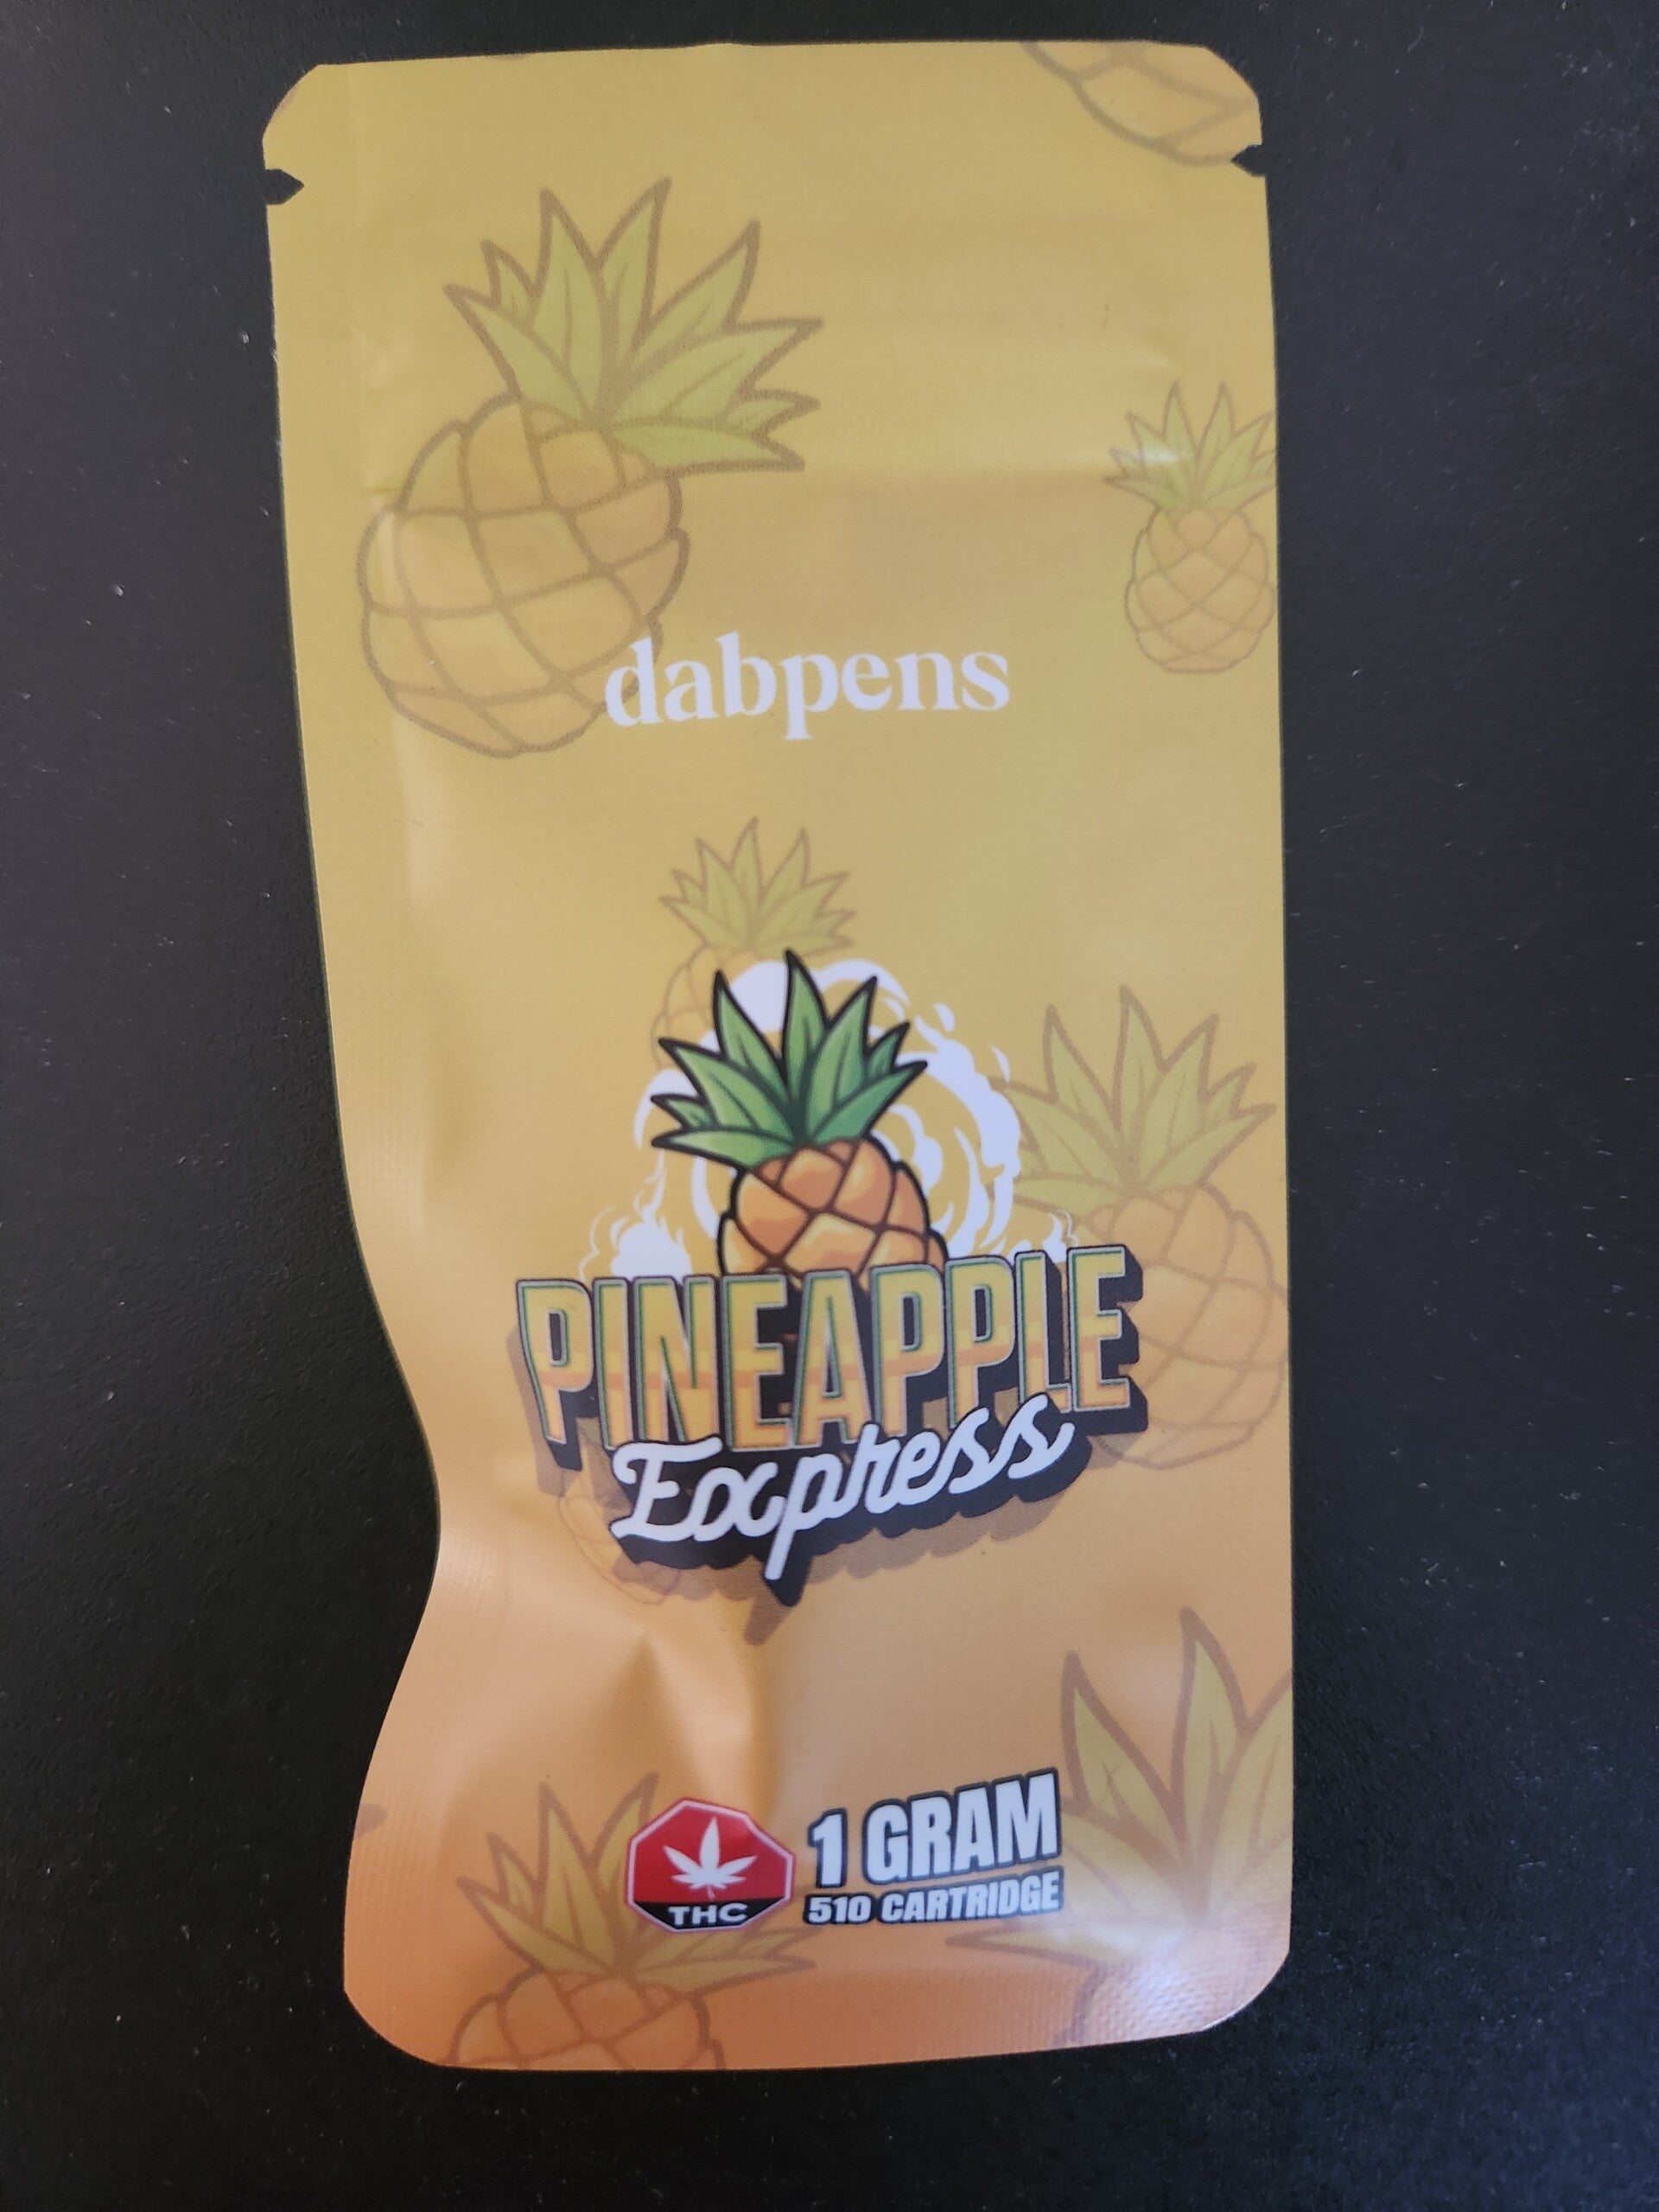 dabpens
PINEAPPLE
Express
THC
1 GRAM
510 CARTRIDGE